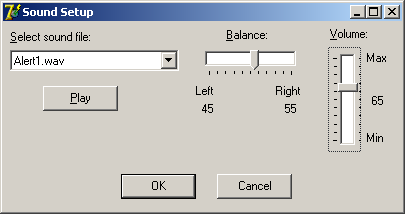 Sound Setup
Select sound file:
Alert1.wav
Play
Balance:
Left Right
45 55
Volume:
Max
65
Min
OK
Cancel